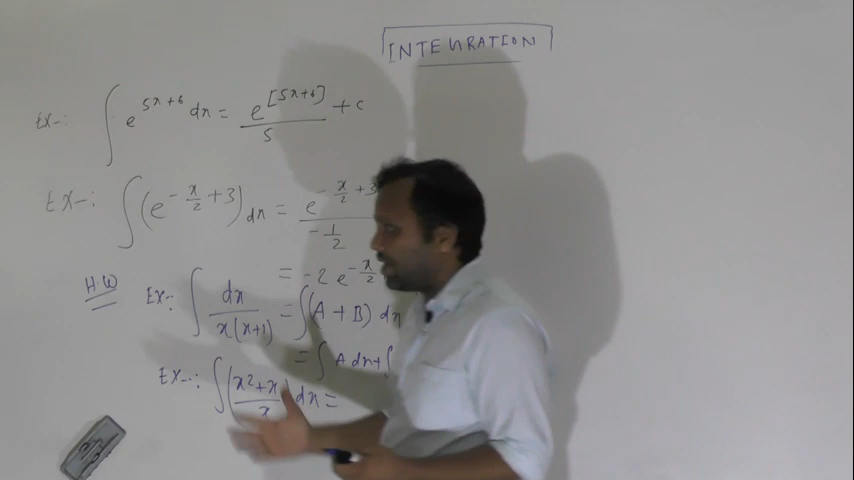 INTEGRATION
Ex-: ∫ e^{5x+6} dx = e^{[5x+6]}/5 + c
Ex-: ∫ (e^{-x/2 + 3}) dx = e^{-x/2 + 3}/(-1/2)
= -2 e^{-x/2}
H.W
Ex-: ∫ dx/x(x+1) = ∫(A + B) dx
= ∫ A dx + ∫
Ex-: ∫ (x²+x/x) dx =